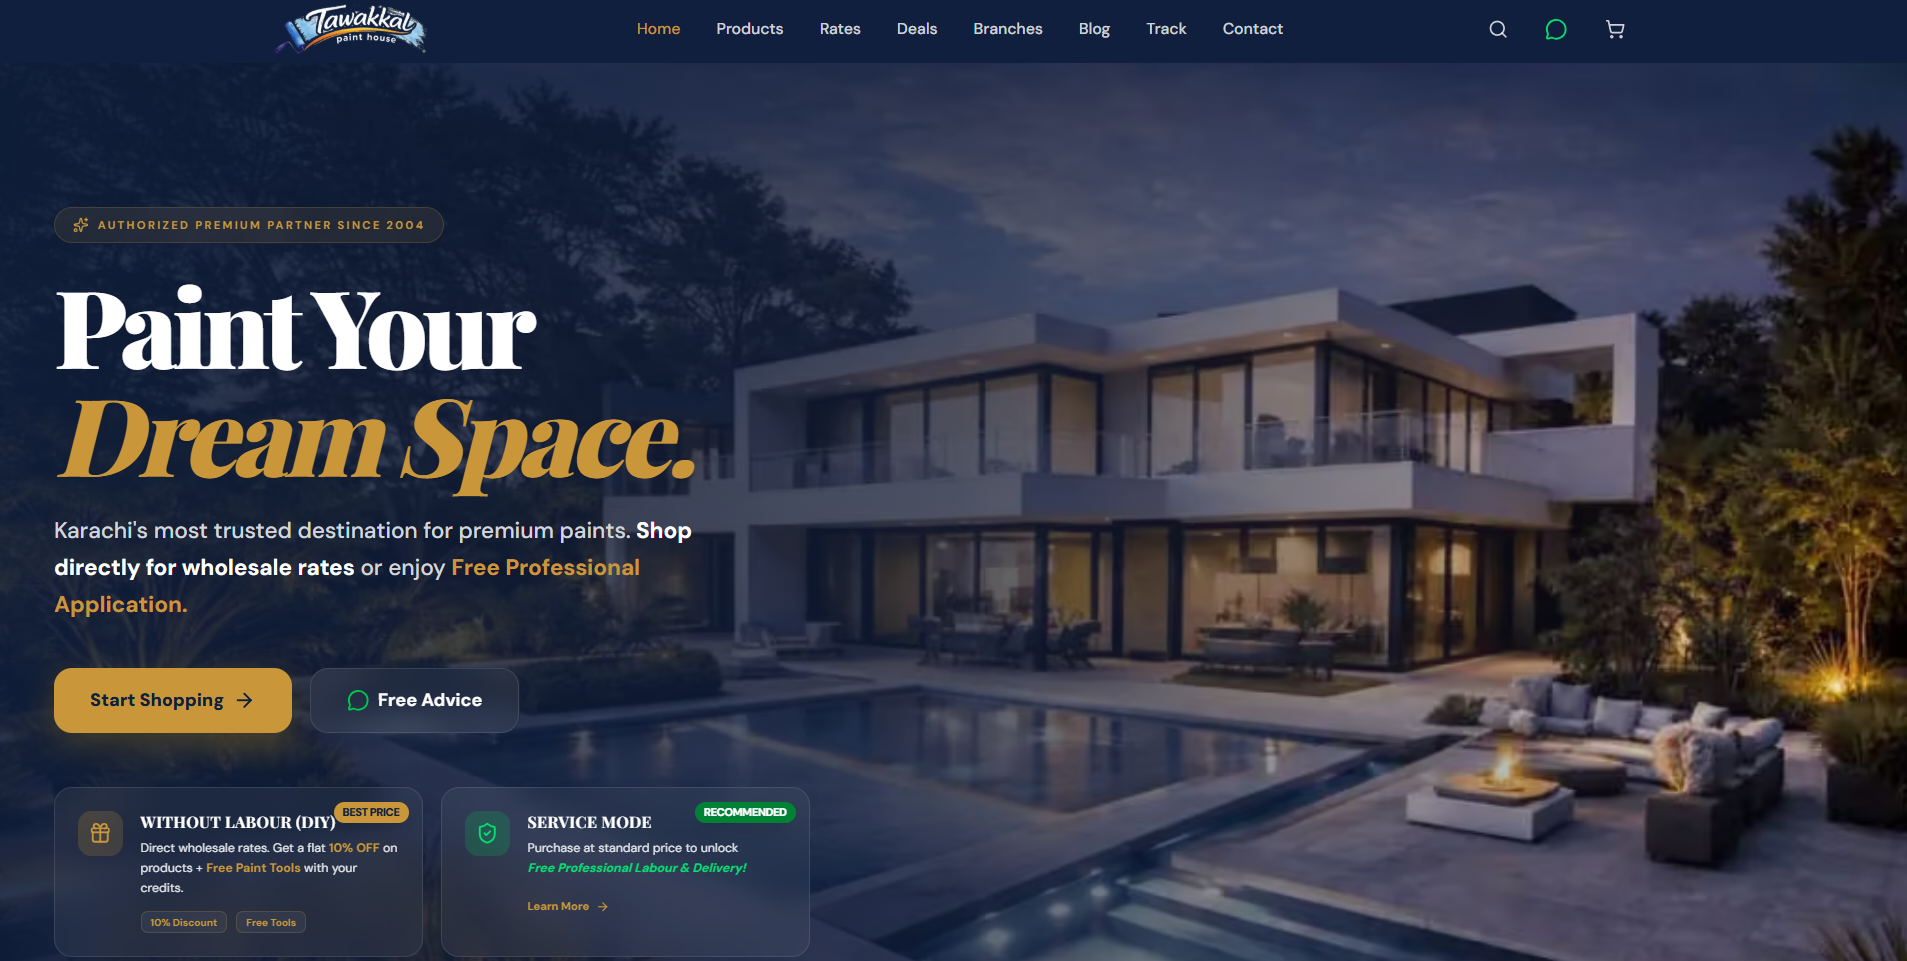 Tawakkal
paint house
Home
Products
Rates
Deals
Branches
Blog
Track
Contact
AUTHORIZED PREMIUM PARTNER SINCE 2004
Paint Your
Dream Space.
Karachi's most trusted destination for premium paints. Shop
directly for wholesale rates or enjoy Free Professional
Application.
Start Shopping
Free Advice
WITHOUT LABOUR (DIY)
BEST PRICE
Direct wholesale rates. Get a flat 10% OFF on
products + Free Paint Tools with your
credits.
10% Discount
Free Tools
SERVICE MODE
RECOMMENDED
Purchase at standard price to unlock
Free Professional Labour & Delivery!
Learn More